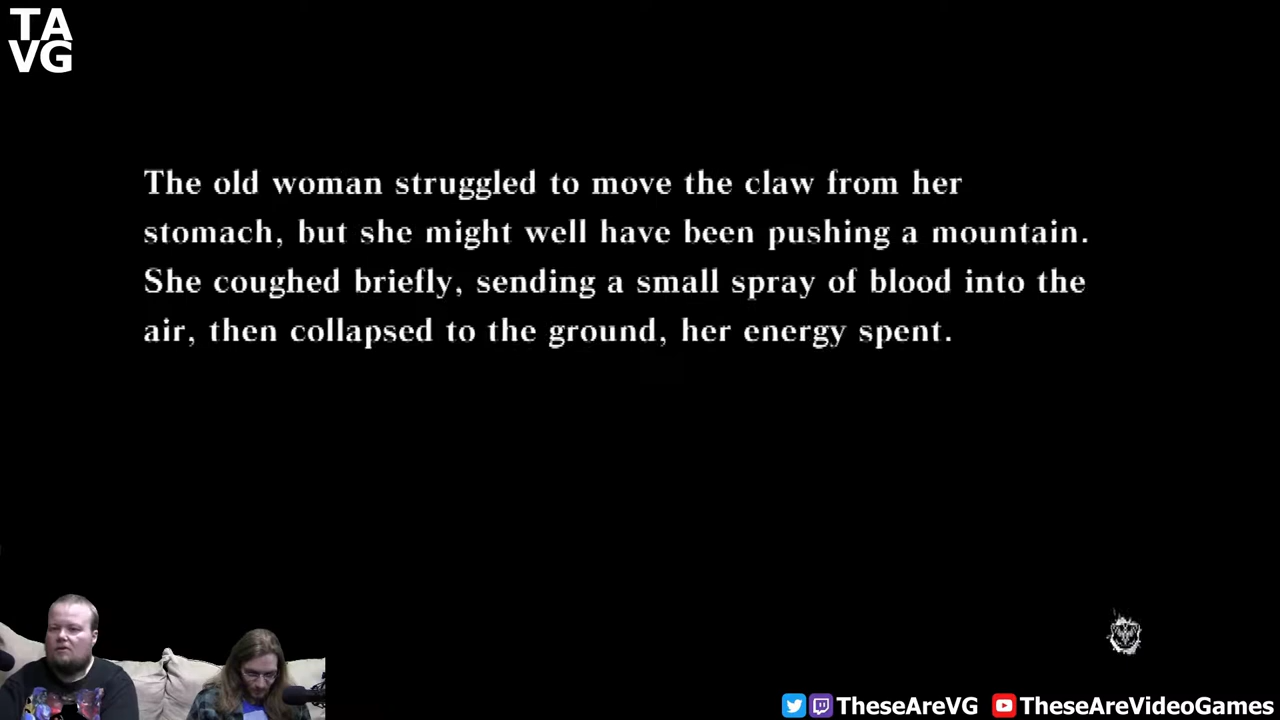 TA
VG
The old woman struggled to move the claw from her
stomach, but she might well have been pushing a mountain.
She coughed briefly, sending a small spray of blood into the
air, then collapsed to the ground, her energy spent.
TheseAreVG TheseAreVideoGames